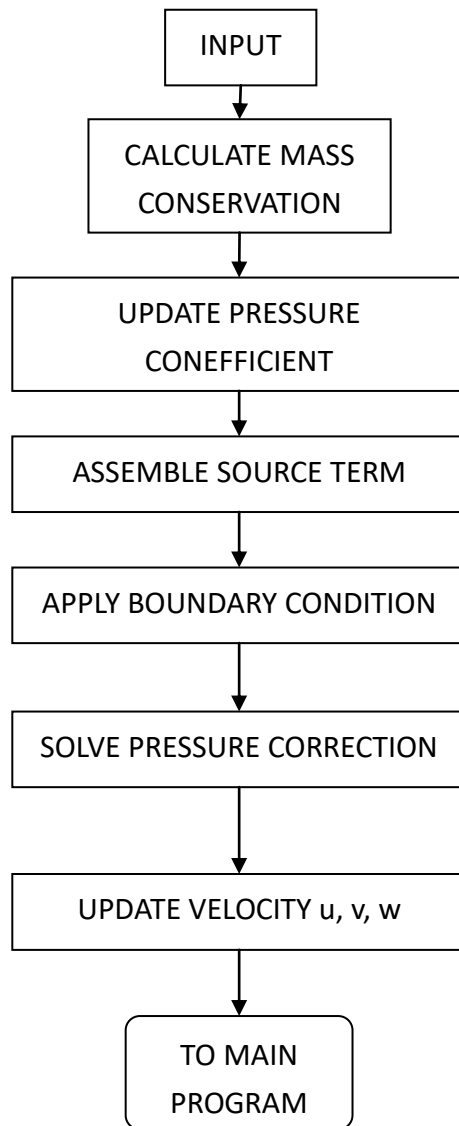 INPUT
CALCULATE MASS
CONSERVATION
UPDATE PRESSURE
CONEFFICIENT
ASSEMBLE SOURCE TERM
APPLY BOUNDARY CONDITION
SOLVE PRESSURE CORRECTION
UPDATE VELOCITY u, v, w
TO MAIN
PROGRAM